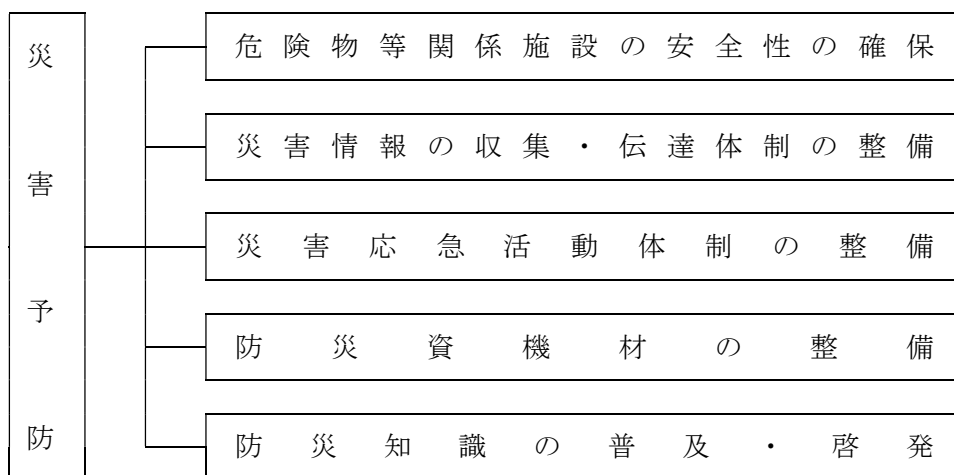 災害予防
危険物等関係施設の安全性の確保
災害情報の収集・伝達体制の整備
災害応急活動体制の整備
防災資機材の整備
防災知識の普及・啓発